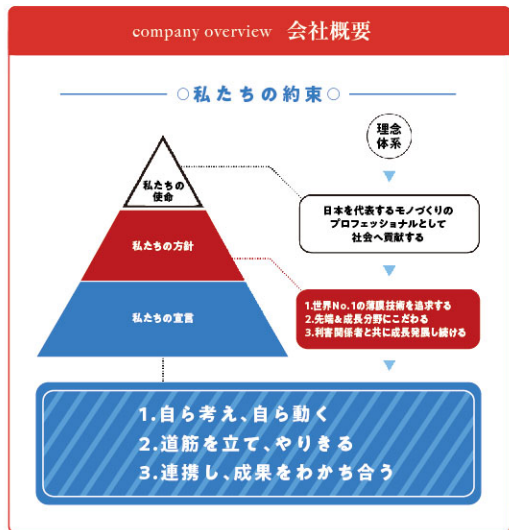 company overview 会社概要
○私たちの約束○
理念
体系
私たちの
使命
日本を代表するモノづくりの
プロフェッショナルとして
社会へ貢献する
私たちの方針
1.世界No.1の薄膜技術を追求する
2.先端&成長分野にこだわる
3.利害関係者と共に成長発展し続ける
私たちの宣言
1.自ら考え、自ら動く
2.道筋を立て、やりきる
3.連携し、成果をわかち合う